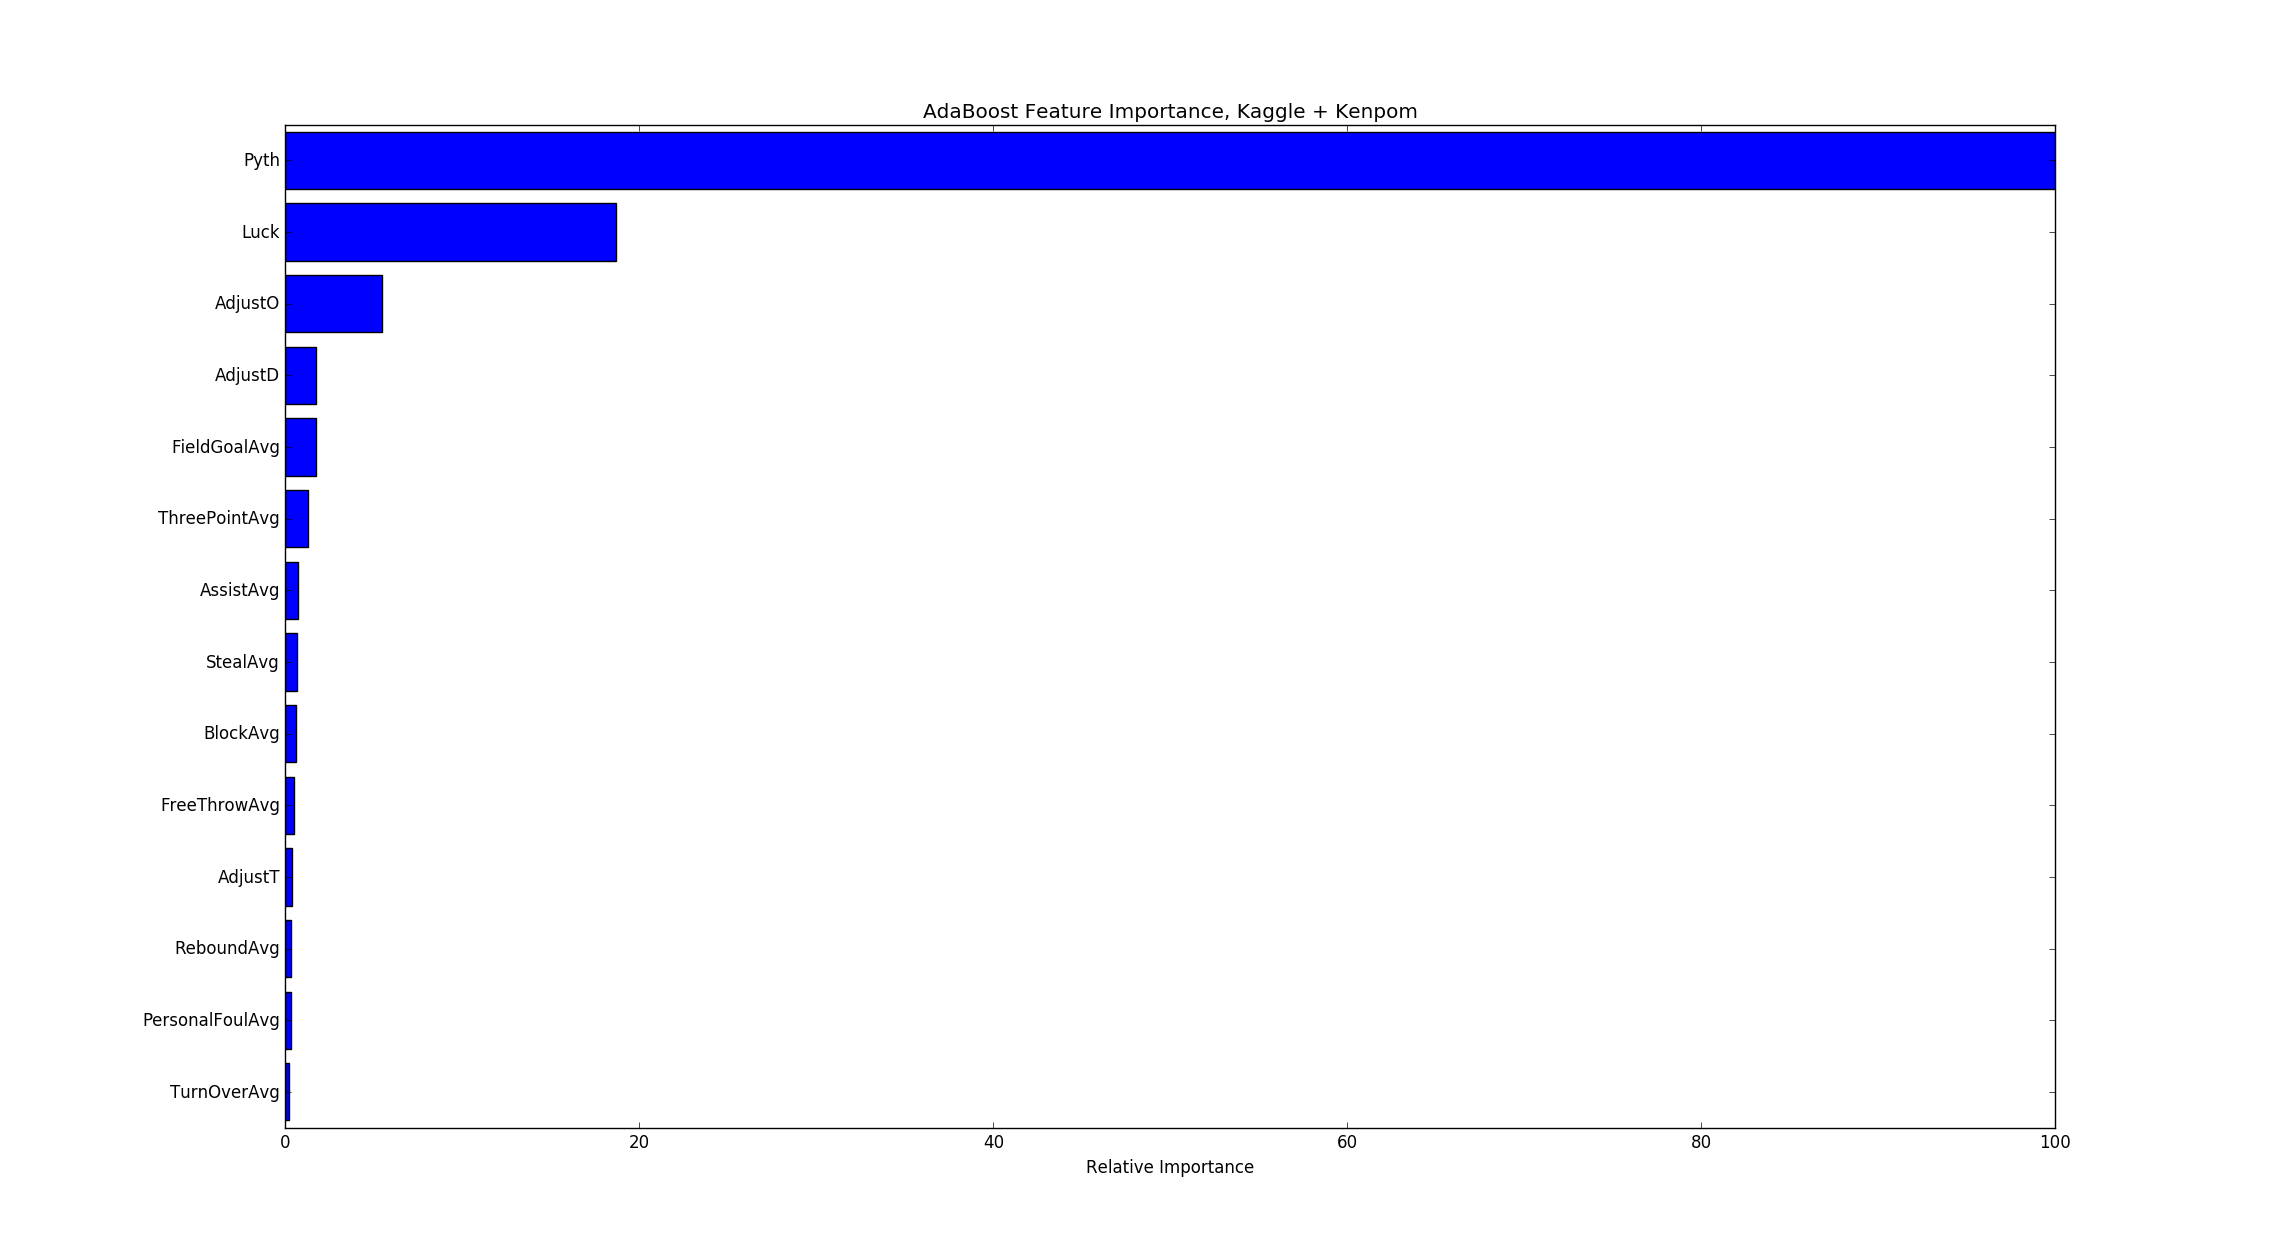 AdaBoost Feature Importance, Kaggle + Kenpom
Pyth
Luck
AdjustO
AdjustD
FieldGoalAvg
ThreePointAvg
AssistAvg
StealAvg
BlockAvg
FreeThrowAvg
AdjustT
ReboundAvg
PersonalFoulAvg
TurnOverAvg
0 20 40 60 80 100
Relative Importance